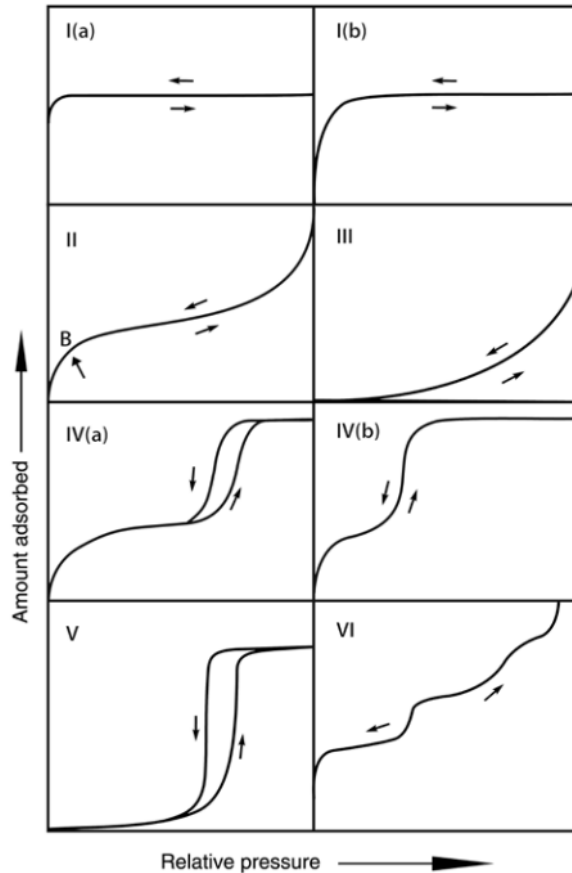 I(a)
I(b)
II
III
B
IV(a)
IV(b)
V
VI
Amount adsorbed
Relative pressure